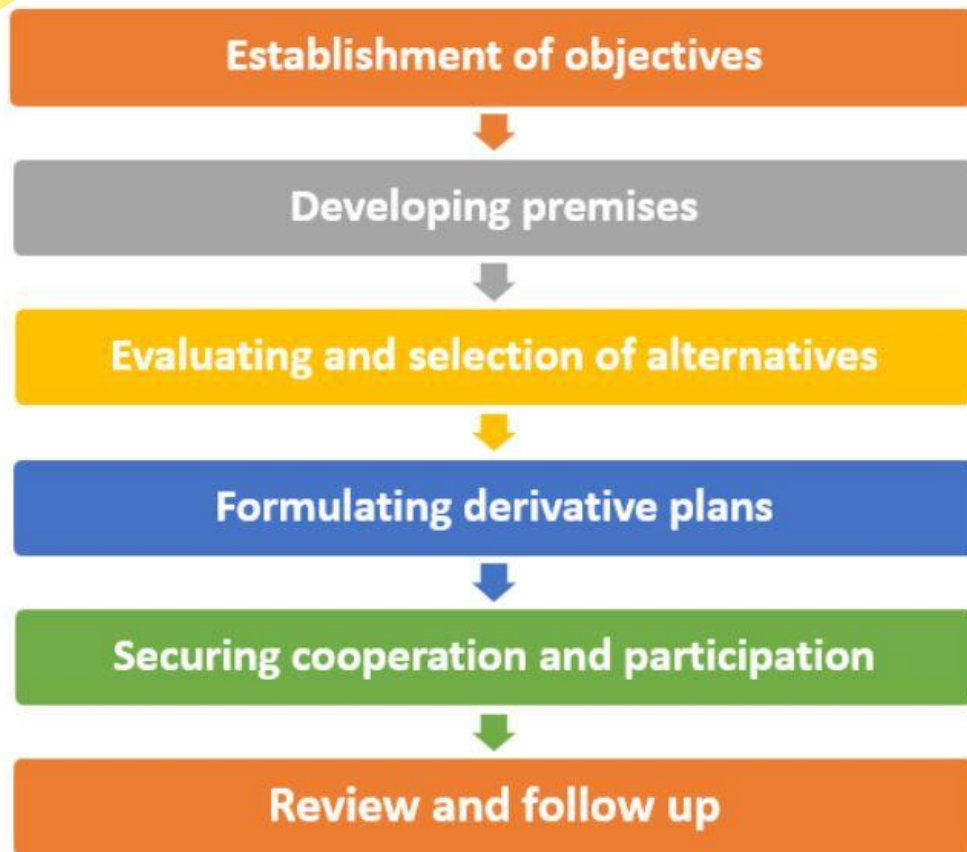 Establishment of objectives
Developing premises
Evaluating and selection of alternatives
Formulating derivative plans
Securing cooperation and participation
Review and follow up